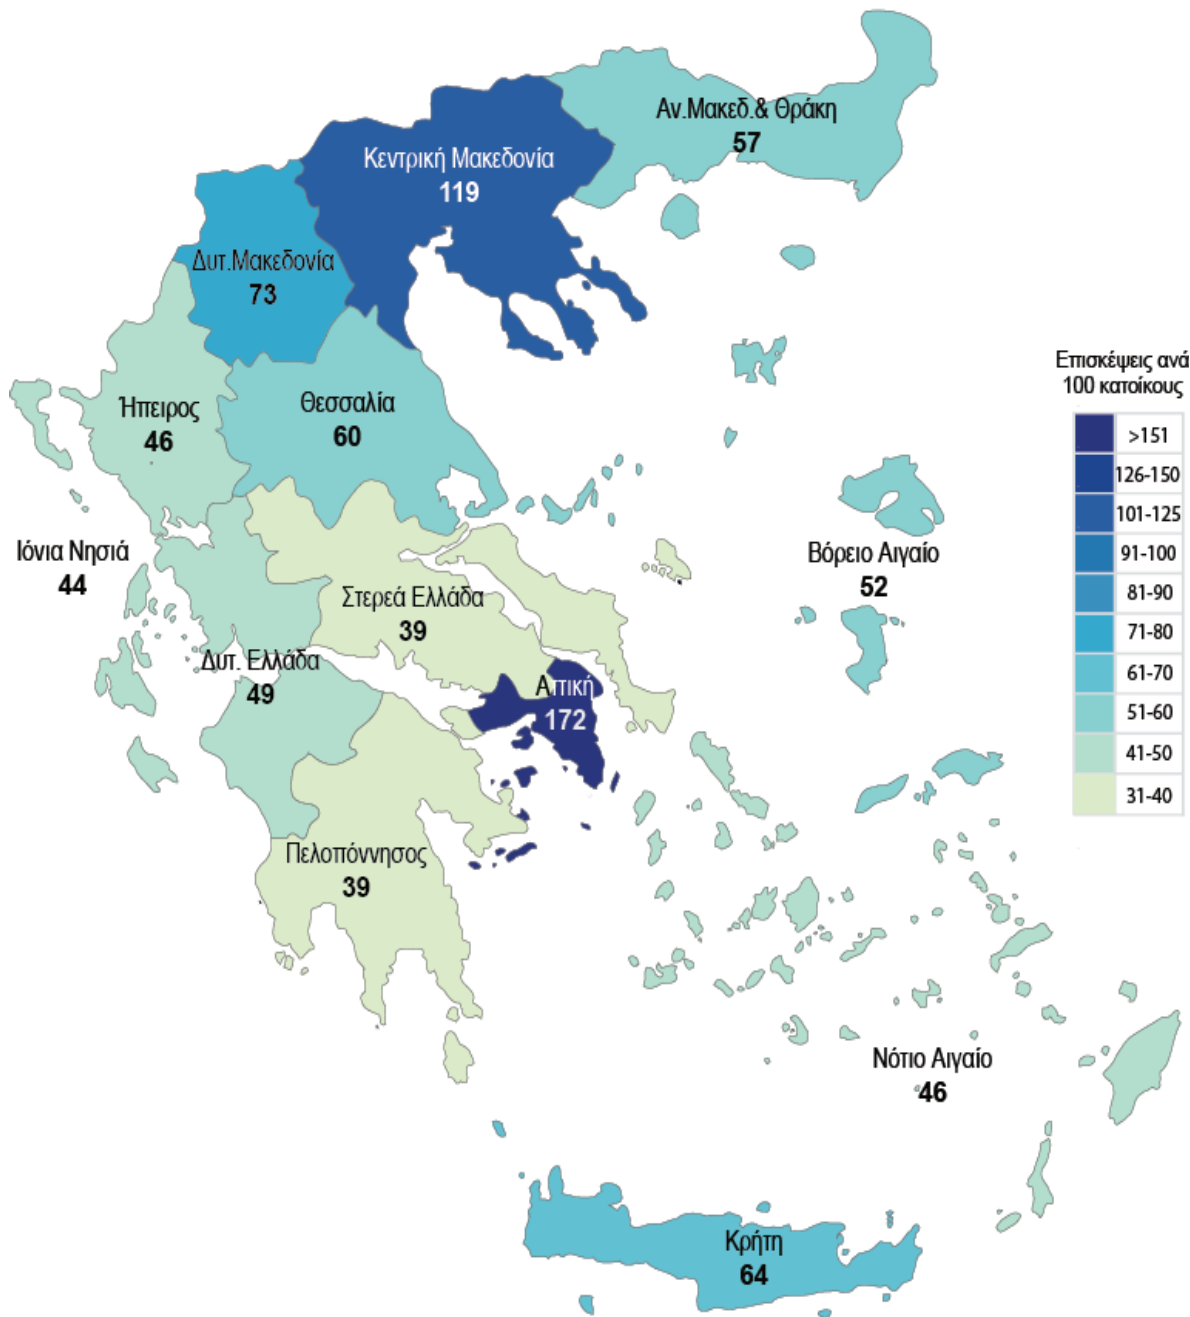 Αν.Μακεδ.& Θράκη
57
Κεντρική Μακεδονία
119
Δυτ.Μακεδονία
73
Ήπειρος
46
Θεσσαλία
60
Ιόνια Νησιά
44
Στερεά Ελλάδα
39
Βόρειο Αιγαίο
52
Δυτ. Ελλάδα
49
Αττική
172
Πελοπόννησος
39
Νότιο Αιγαίο
46
Κρήτη
64
Επισκέψεις ανά
100 κατοίκους
>151
126-150
101-125
91-100
81-90
71-80
61-70
51-60
41-50
31-40